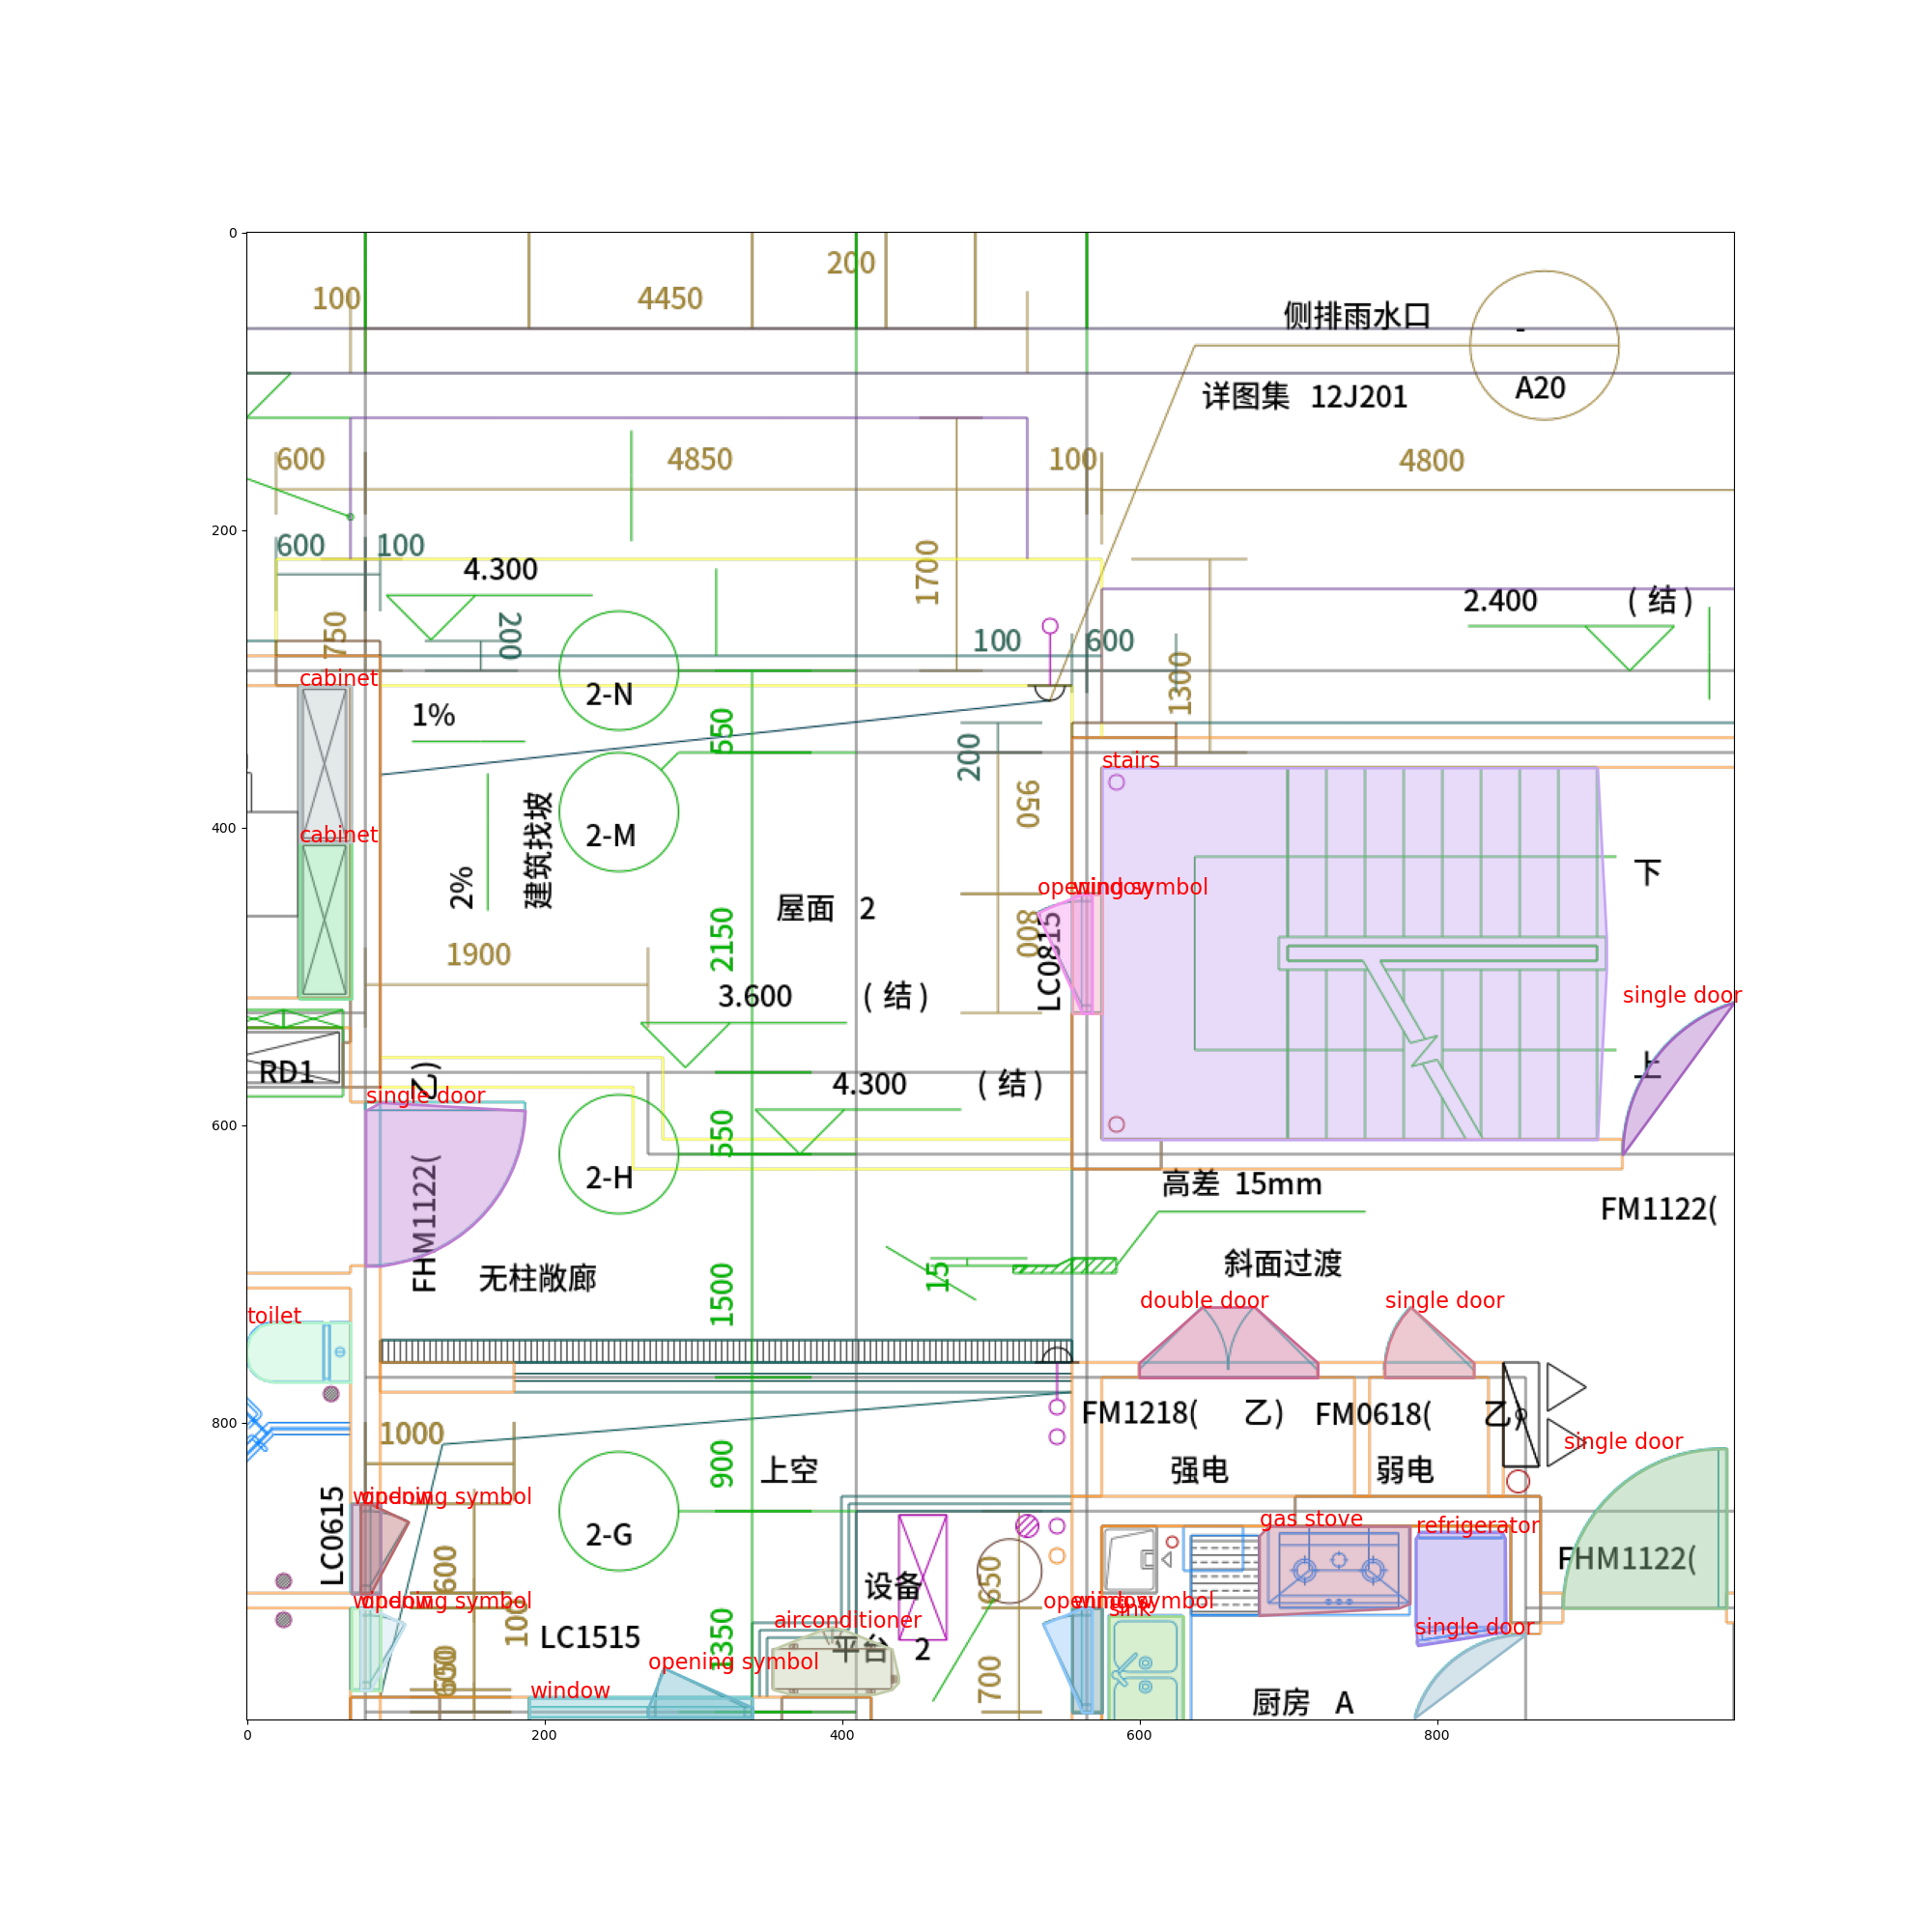 0
200
100
4450
侧排雨水口
-
A20
详图集 12J201
600
4850
100
4800
200
600
100
4.300
1700
2.400 (结)
750
200
100
600
1300
cabinet
2-N
1%
550
200
stairs
950
400
cabinet
2-M
2%
建筑找坡
屋面 2
opening symbol
window
800
LC0815
下
1900
2150
3.600 (结)
single door
RD1
乙)
4.300 (结)
上
single door
600
550
2-H
FHM1122(
高差 15mm
FM1122(
无柱敞廊
1500
15
斜面过渡
toilet
double door
single door
800
1000
FM1218( 乙)
FM0618( 乙)
上空
900
强电
弱电
single door
window
opening symbol
LC0615
2-G
gas stove
refrigerator
600
设备
650
FHM1122(
window
opening symbol
100
LC1515
airconditioner
平台 2
1350
opening symbol
window
sink
single door
opening symbol
window
700
厨房 A
0
200
400
600
800